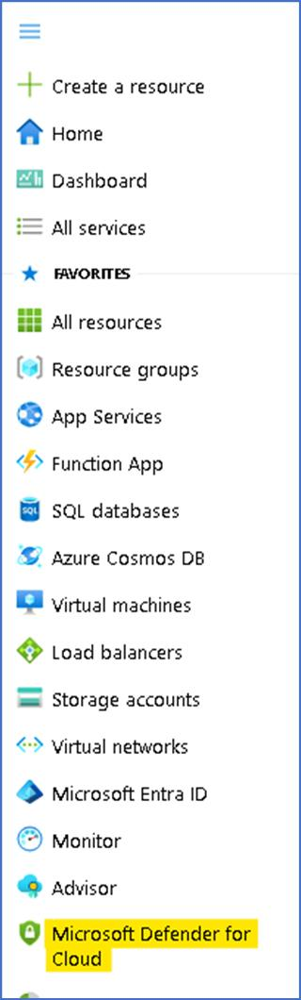 Create a resource
Home
Dashboard
All services
FAVORITES
All resources
Resource groups
App Services
Function App
SQL
SQL databases
Azure Cosmos DB
Virtual machines
Load balancers
Storage accounts
Virtual networks
Microsoft Entra ID
Monitor
Advisor
Microsoft Defender for
Cloud